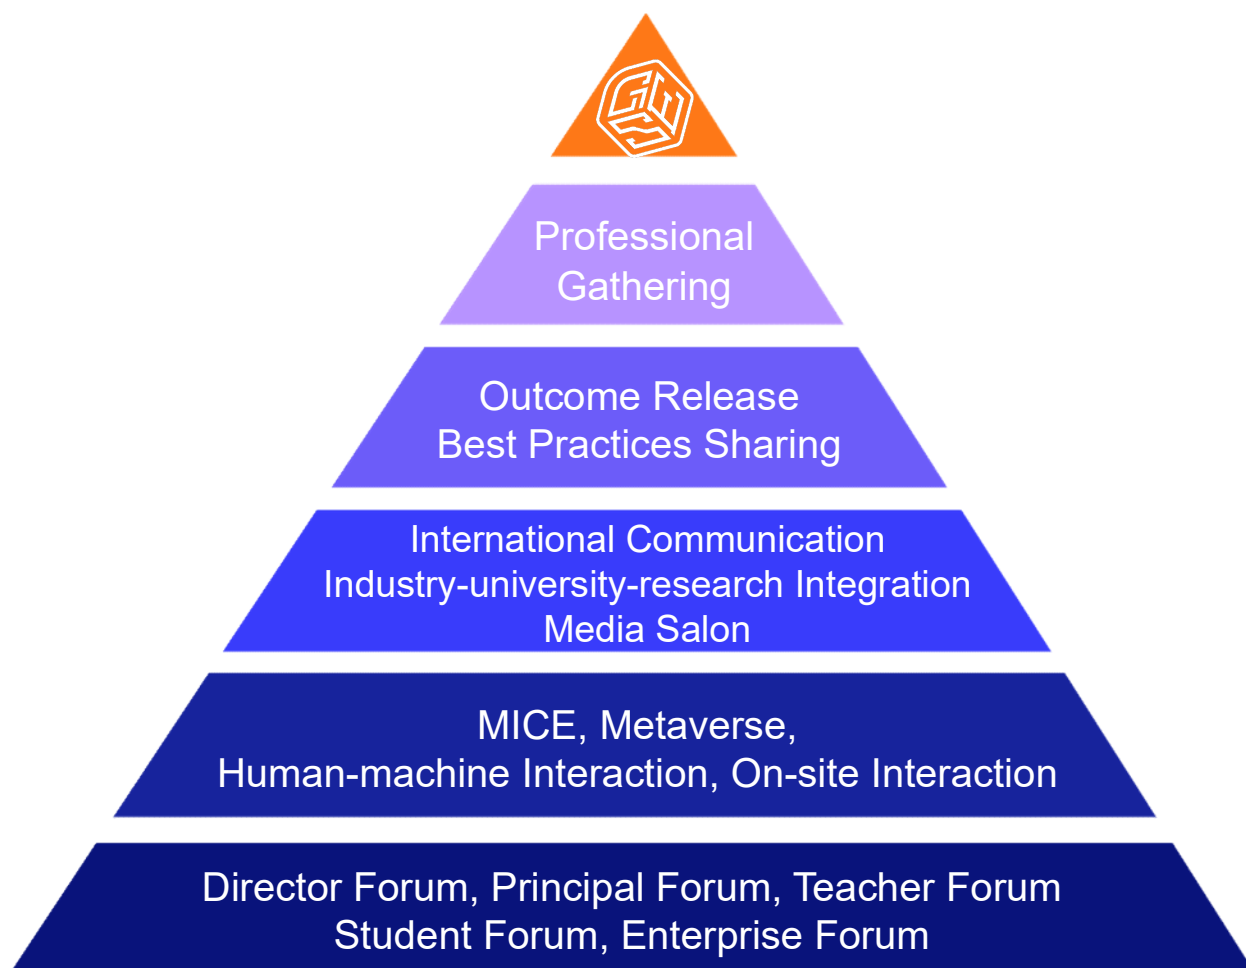 Professional
Gathering
Outcome Release
Best Practices Sharing
International Communication
Industry-university-research Integration
Media Salon
MICE, Metaverse,
Human-machine Interaction, On-site Interaction
Director Forum, Principal Forum, Teacher Forum
Student Forum, Enterprise Forum